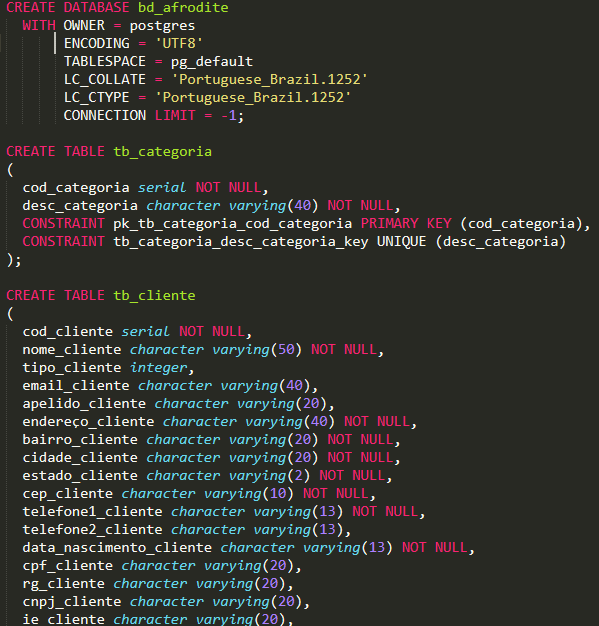 CREATE DATABASE bd_afrodite
WITH OWNER = postgres
ENCODING = 'UTF8'
TABLESPACE = pg_default
LC_COLLATE = 'Portuguese_Brazil.1252'
LC_CTYPE = 'Portuguese_Brazil.1252'
CONNECTION LIMIT = -1;
CREATE TABLE tb_categoria
(
cod_categoria serial NOT NULL,
desc_categoria character varying(40) NOT NULL,
CONSTRAINT pk_tb_categoria_cod_categoria PRIMARY KEY (cod_categoria),
CONSTRAINT tb_categoria_desc_categoria_key UNIQUE (desc_categoria)
);
CREATE TABLE tb_cliente
(
cod_cliente serial NOT NULL,
nome_cliente character varying(50) NOT NULL,
tipo_cliente integer,
email_cliente character varying(40),
apelido_cliente character varying(20),
endereço_cliente character varying(40) NOT NULL,
bairro_cliente character varying(20) NOT NULL,
cidade_cliente character varying(20) NOT NULL,
estado_cliente character varying(2) NOT NULL,
cep_cliente character varying(10) NOT NULL,
telefone1_cliente character varying(13) NOT NULL,
telefone2_cliente character varying(13),
data_nascimento_cliente character varying(13) NOT NULL,
cpf_cliente character varying(20),
rg_cliente character varying(20),
cnpj_cliente character varying(20),
ie_cliente character varying(20),